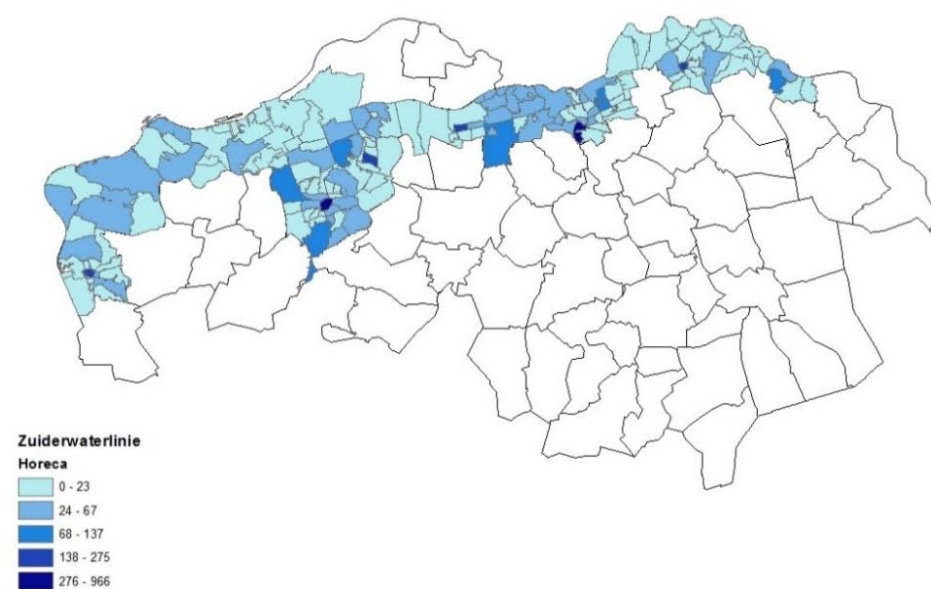 Zuiderwaterlinie
Horeca
0 - 23
24 - 67
68 - 137
138 - 275
276 - 966